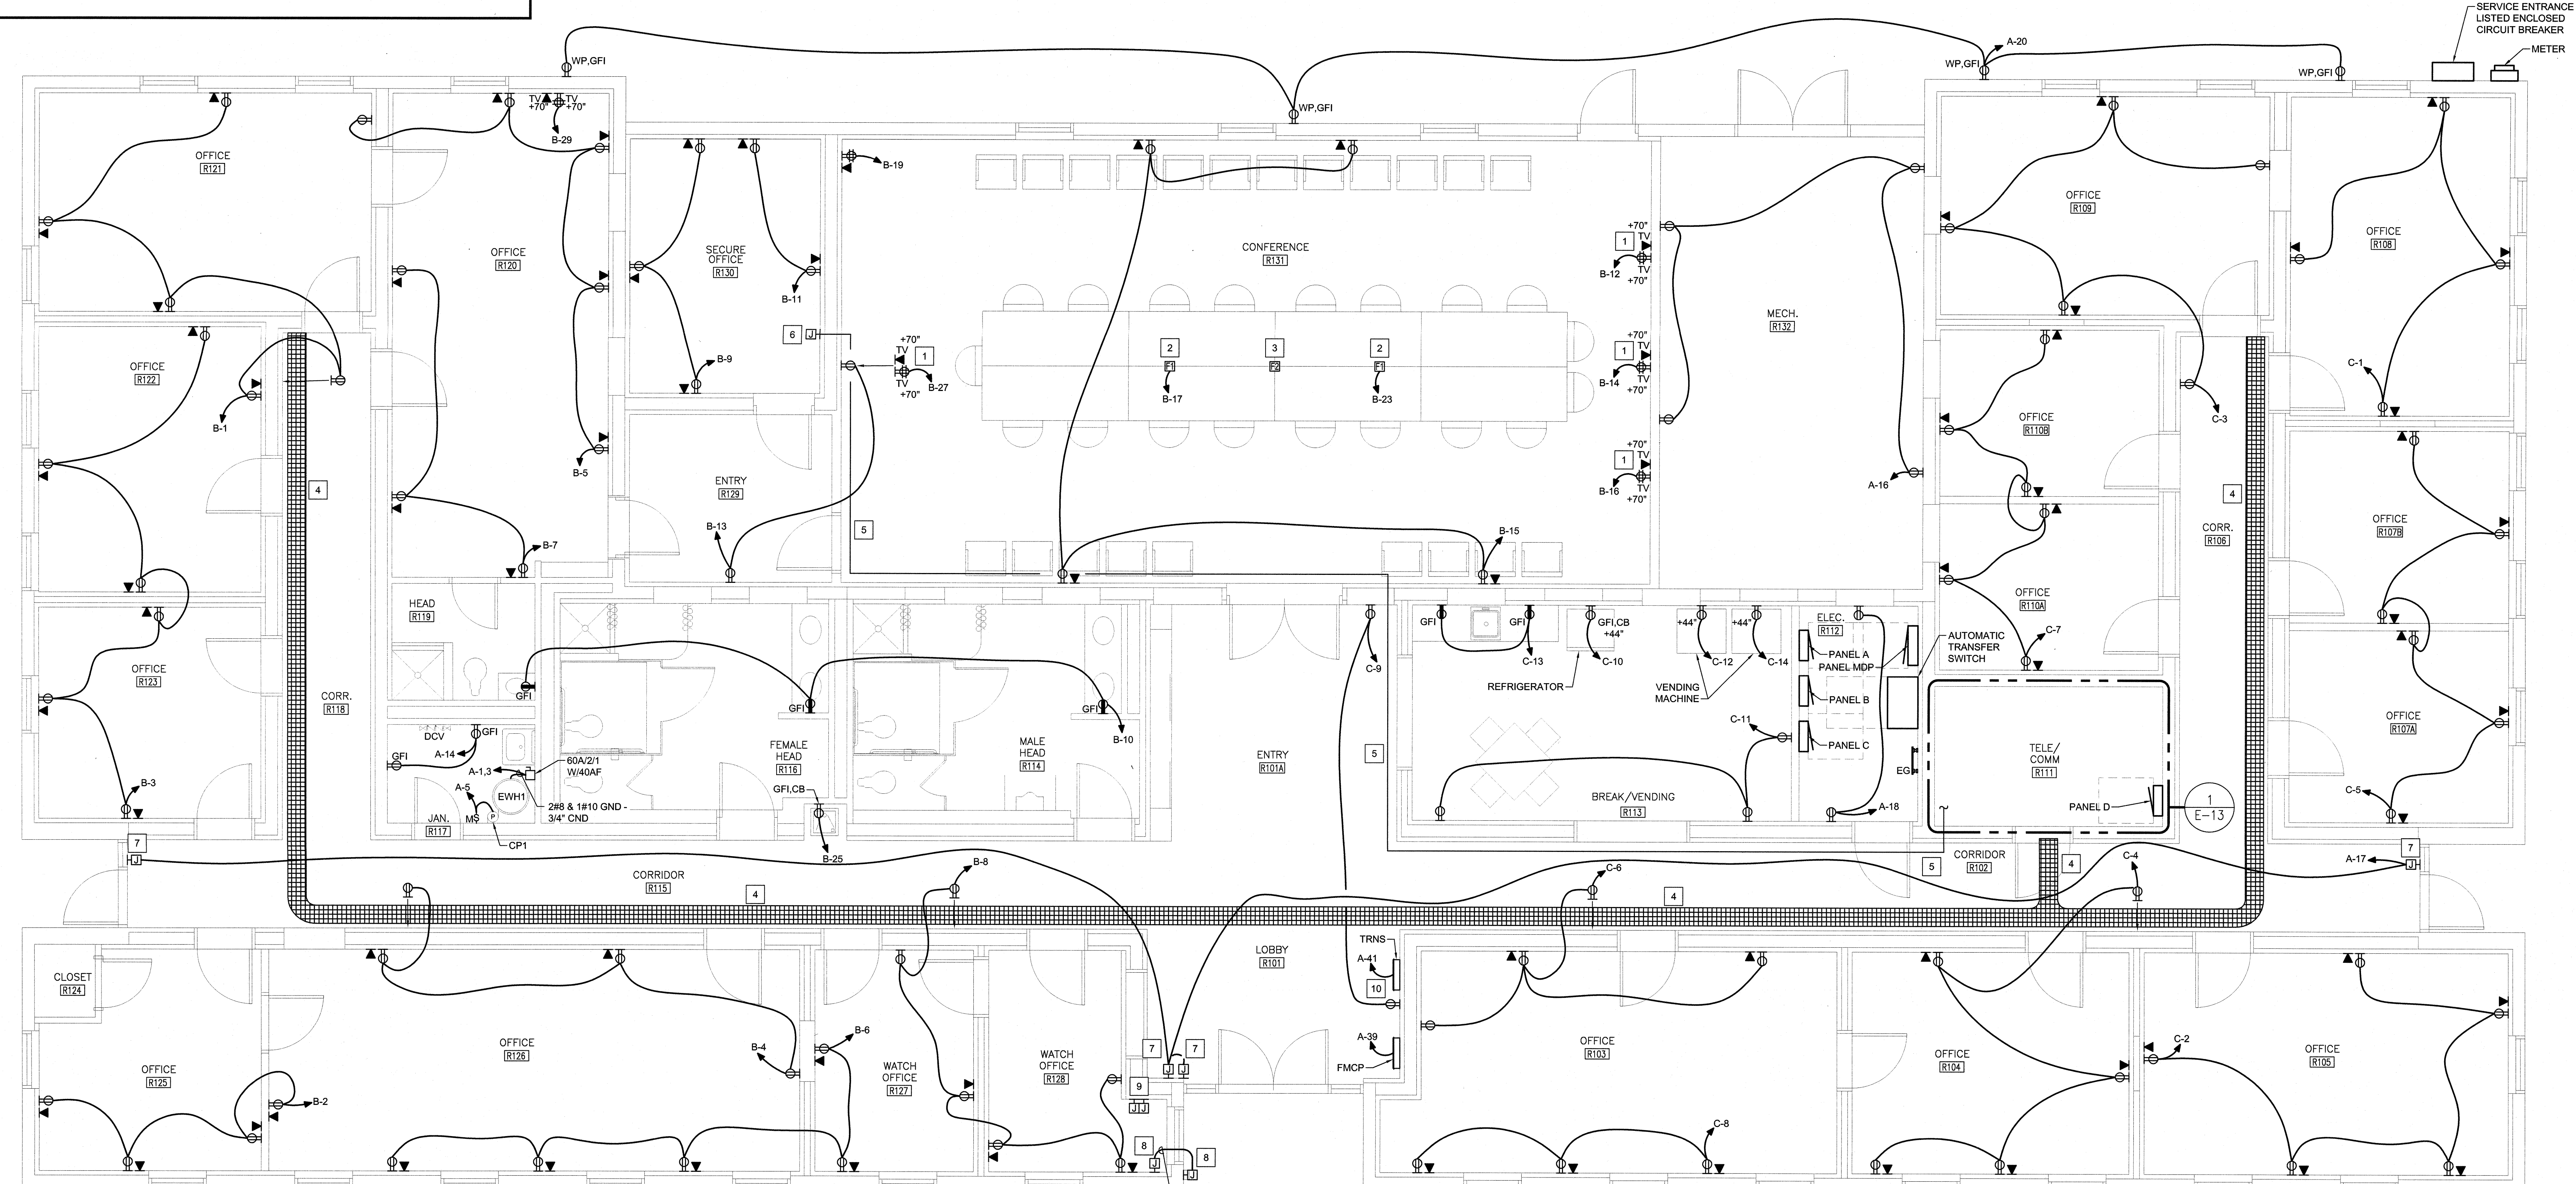 SERVICE ENTRANCE
LISTED ENCLOSED
CIRCUIT BREAKER
METER
A-20
WP,GFI
WP,GFI
WP,GFI
WP,GFI
TV
+70"
TV
+70"
B-29
OFFICE
R121
OFFICE
R120
SECURE
OFFICE
R130
B-19
B-11
B-9
6
CONFERENCE
R131
+70"
TV
1
B-27
TV
+70"
2
F1
B-17
3
F2
2
F1
B-23
+70"
TV
1
B-12
TV
+70"
+70"
TV
1
B-14
TV
+70"
+70"
TV
1
B-16
TV
+70"
MECH.
R132
A-16
OFFICE
R109
OFFICE
R108
C-1
C-3
OFFICE
R122
B-1
4
B-5
ENTRY
R129
B-13
5
B-15
B-7
OFFICE
R110B
4
CORR.
R106
OFFICE
R107B
OFFICE
R110A
C-7
OFFICE
R123
B-3
CORR.
R118
HEAD
R119
GFI
DCV
GFI
A-14
GFI
A-1,3
60A/2/1
W/40AF
A-5
EWH1
2#8 & 1#10 GND -
3/4" CND
MS
P
JAN.
R117
CP1
FEMALE
HEAD
R116
GFI
GFI
B-10
MALE
HEAD
R114
GFI,CB
B-25
ENTRY
R101A
C-9
5
GFI
GFI
C-13
GFI,CB
+44"
C-10
REFRIGERATOR
+44"
+44"
C-12
C-14
VENDING
MACHINE
C-11
BREAK/VENDING
R113
ELEC.
R112
PANEL A
PANEL MDP
PANEL B
PANEL C
EG
A-18
AUTOMATIC
TRANSFER
SWITCH
TELE/
COMM
R111
PANEL D
1
E-13
OFFICE
R107A
C-5
7
J
CORRIDOR
R115
4
B-8
C-6
4
5
CORRIDOR
R102
4
C-4
A-17
7
J
CLOSET
R124
OFFICE
R125
B-2
OFFICE
R126
B-4
B-6
WATCH
OFFICE
R127
WATCH
OFFICE
R128
LOBBY
R101
7
7
J
J
9
J
J
8
J
8
J
TRNS
A-41
10
A-39
FMCP
OFFICE
R103
C-8
OFFICE
R104
C-2
OFFICE
R105